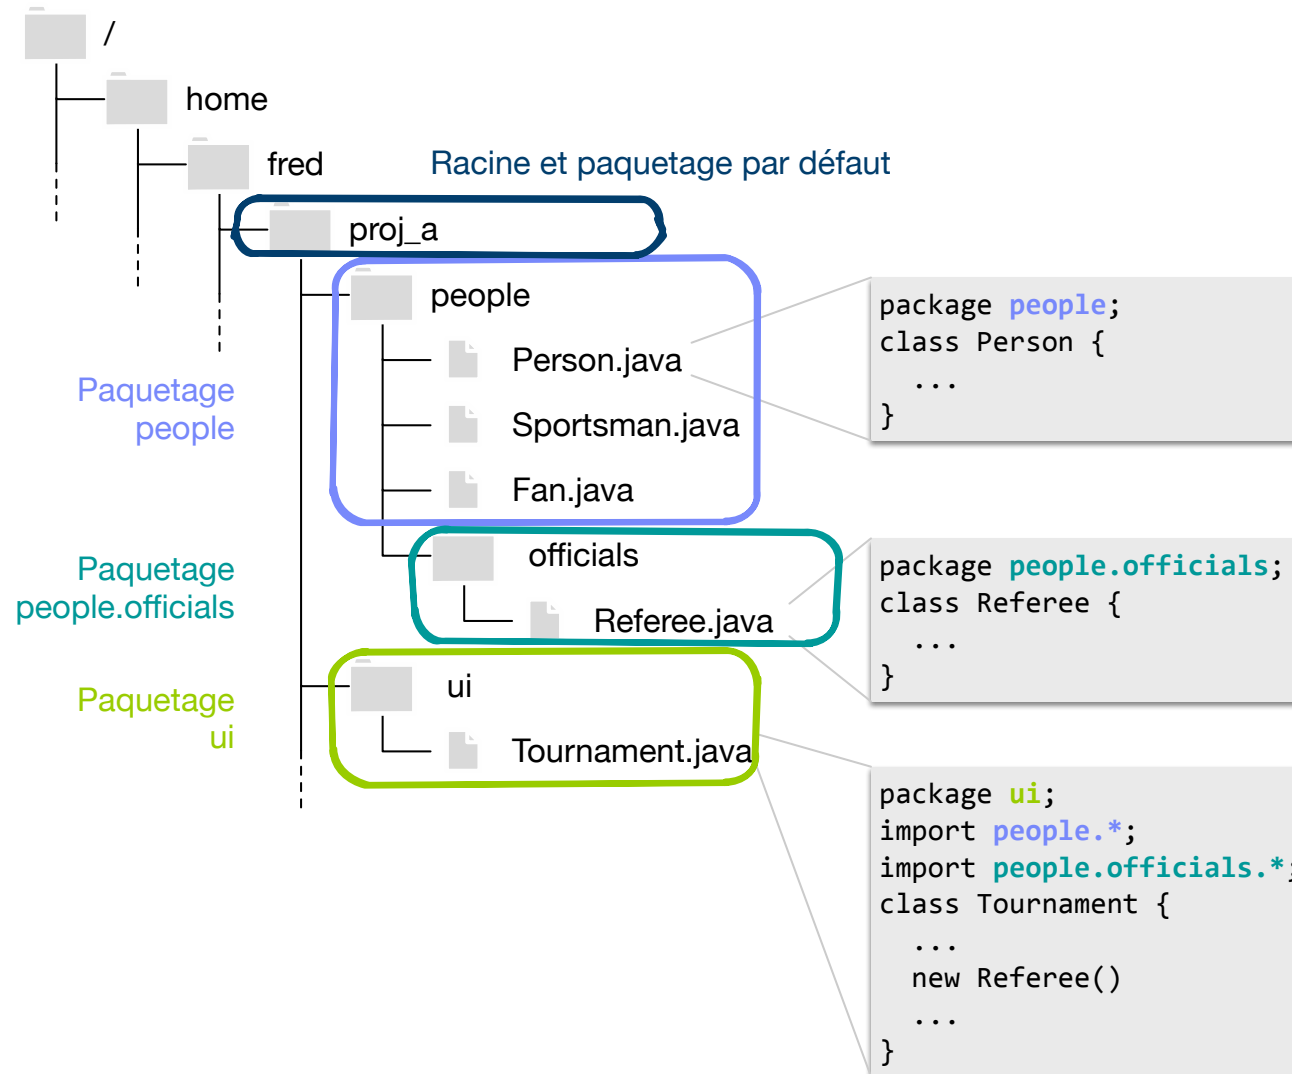 /
home
fred
Racine et paquetage par défaut
proj_a
people
Person.java
Sportsman.java
Fan.java
officials
Referee.java
ui
Tournament.java
Paquetage
people
Paquetage
people.officials
Paquetage
ui
package people;
class Person {
...
}
package people.officials;
class Referee {
...
}
package ui;
import people.*;
import people.officials.*;
class Tournament {
...
new Referee()
...
}